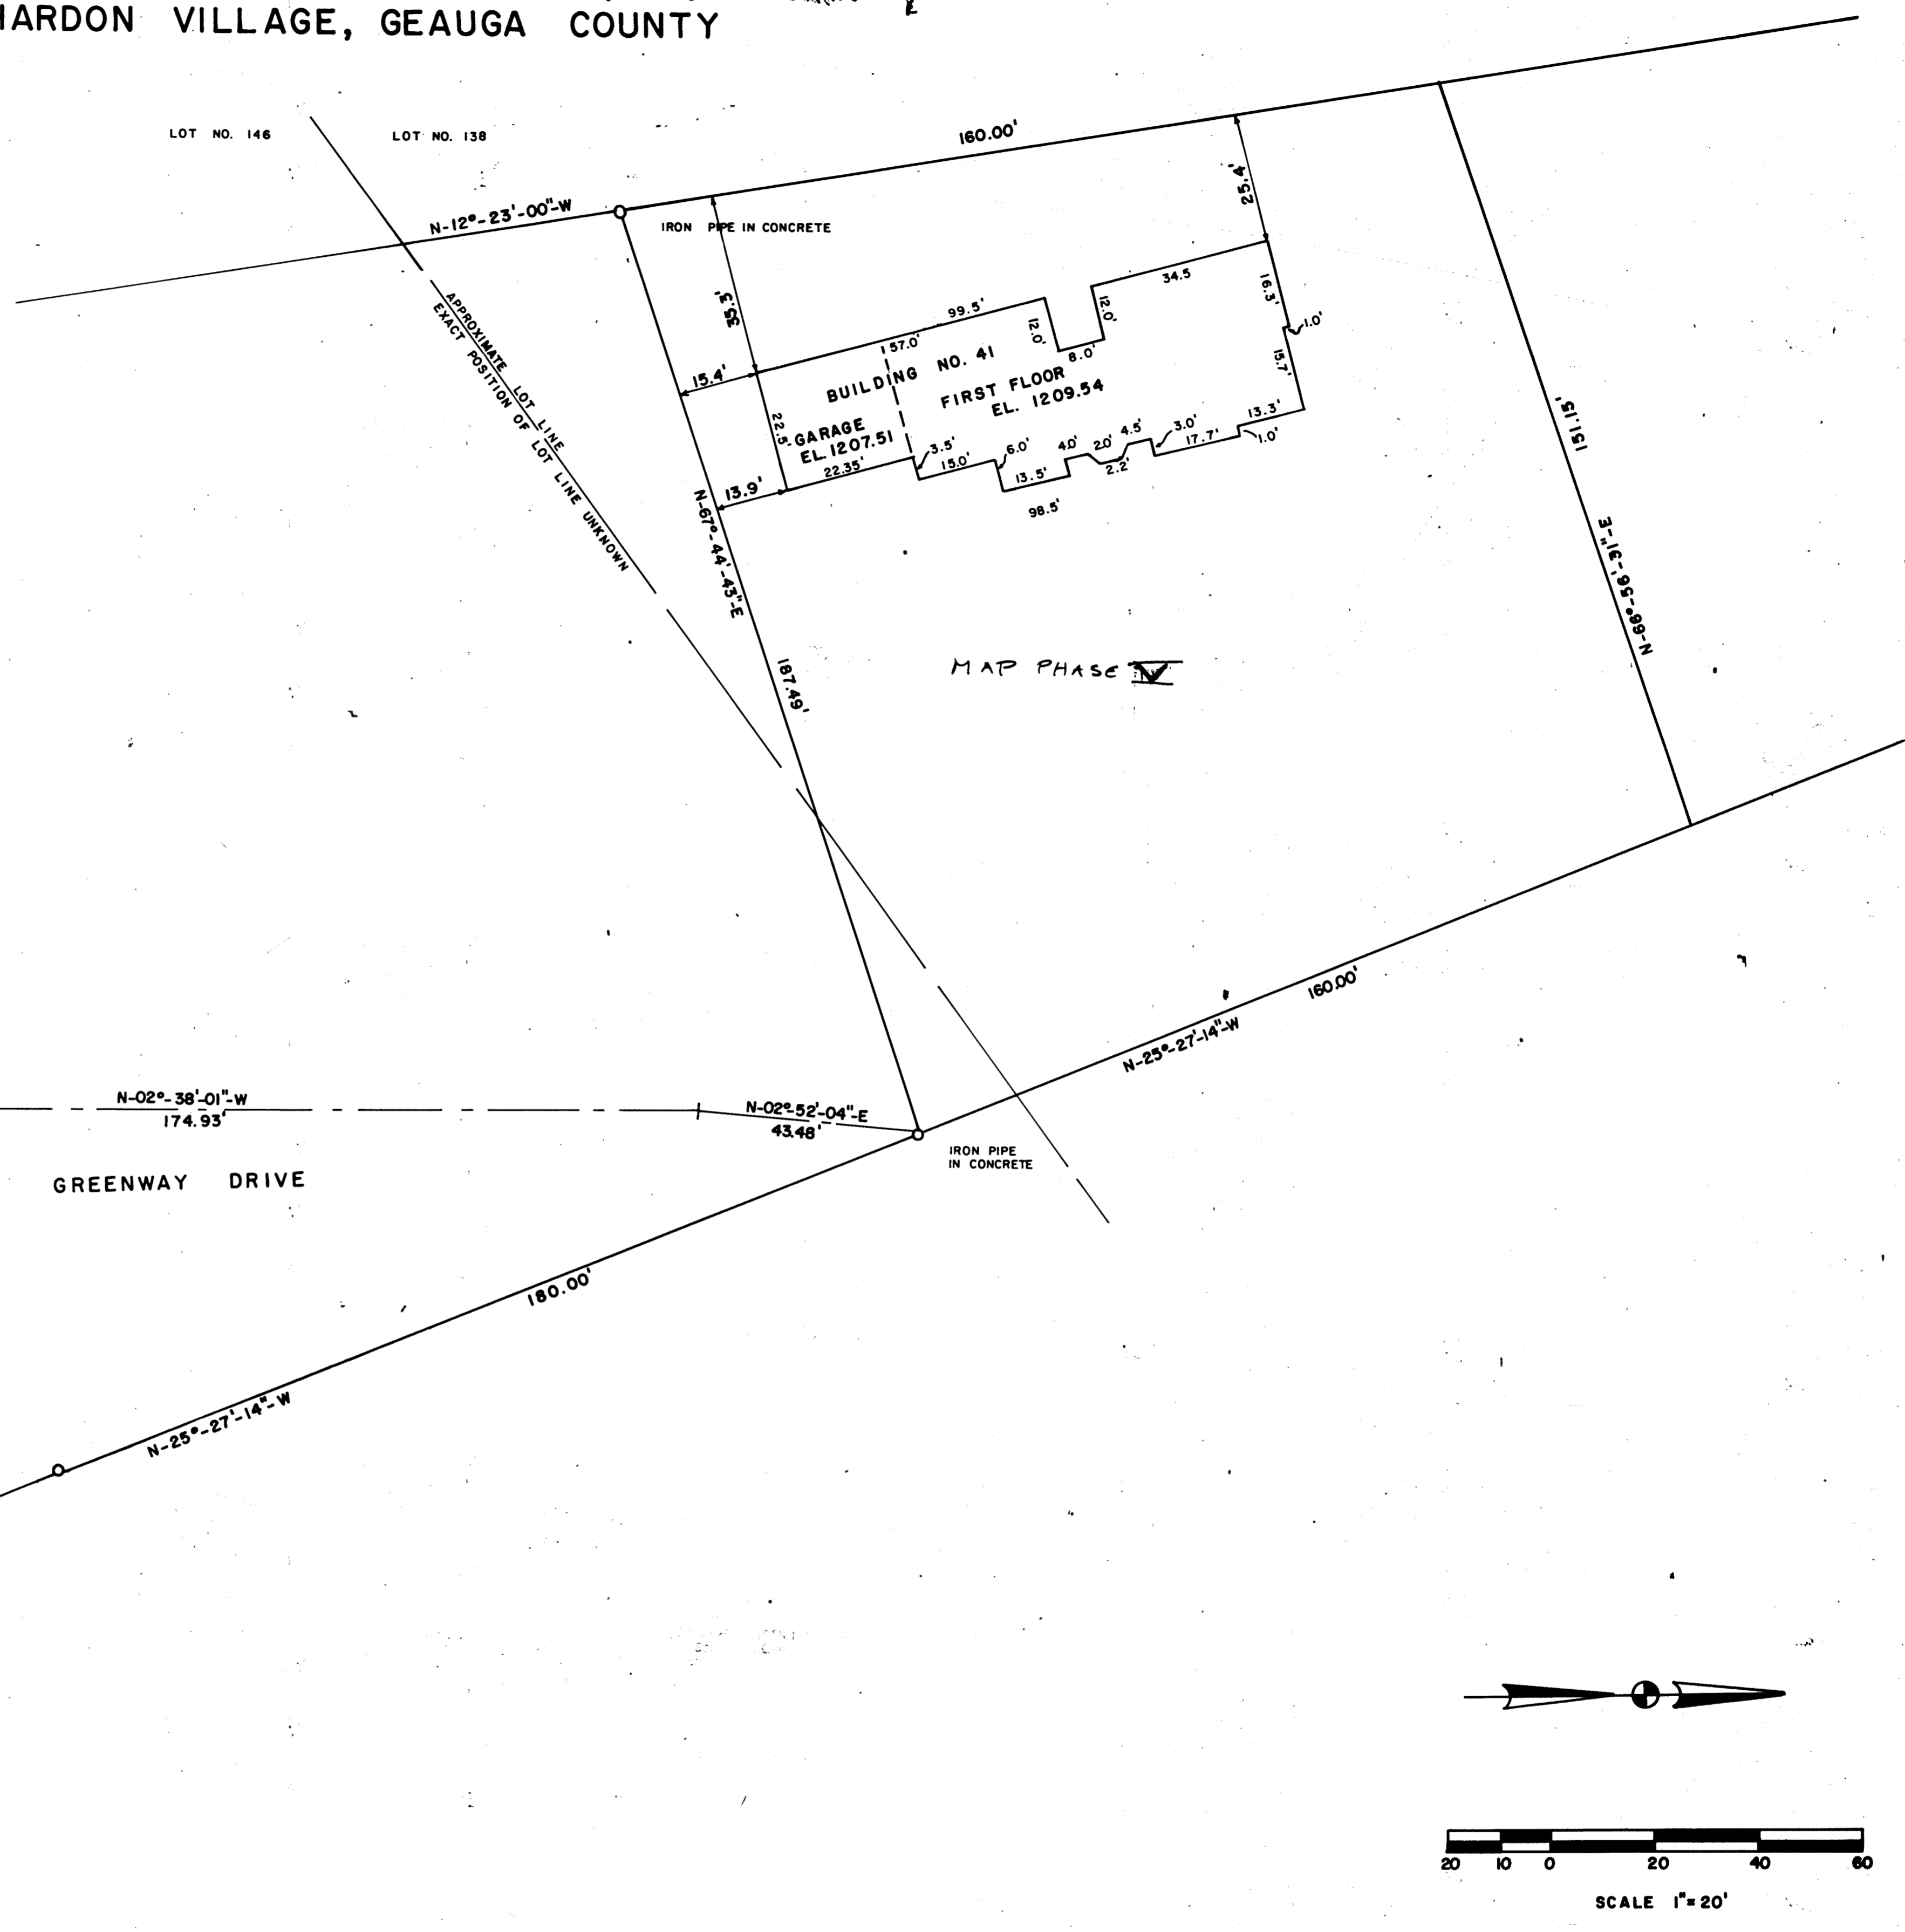 HARDON VILLAGE, GEAUGA COUNTY
LOT NO. 146
LOT NO. 138
160.00'
N-12°-23'-00"-W
IRON PIPE IN CONCRETE
25.4'
35.3'
APPROXIMATE LOT LINE
EXACT POSITION OF LOT LINE UNKNOWN
34.5
16.3'
1.0'
99.5'
12.0'
12.0'
8.0'
15.7'
157.0'
BUILDING NO. 41
FIRST FLOOR
EL. 1209.54
15.4'
22.5'
GARAGE
EL. 1207.51
22.35'
3.5'
15.0'
6.0'
13.5'
4.0'
2.0'
2.2'
4.5'
3.0'
17.7'
13.3'
1.0'
98.5'
13.9'
N-67°-44'-43"-E
187.49'
151.15'
N-66°-56'-31"-E
MAP PHASE
160.00'
N-25°-27'-14"-W
N-02°-38'-01"-W
174.93'
N-02°-52'-04"-E
43.48'
IRON PIPE
IN CONCRETE
GREENWAY DRIVE
180.00'
N-25°-27'-14"-W
20 10 0 20 40 60
SCALE 1"=20'